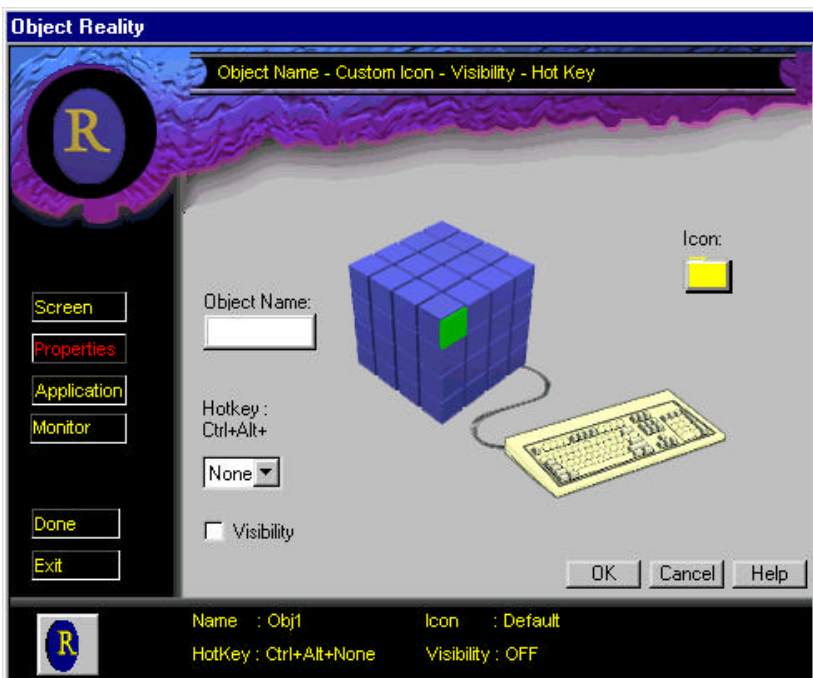 Object Reality
Object Name - Custom Icon - Visibility - Hot Key
R
Icon:
Screen
Object Name:
Properties
Application
Hotkey :
Ctrl+Alt+
Monitor
None
Done
Visibility
Exit
OK Cancel Help
R
Name : Obj1 Icon : Default
HotKey : Ctrl+Alt+None Visibility : OFF